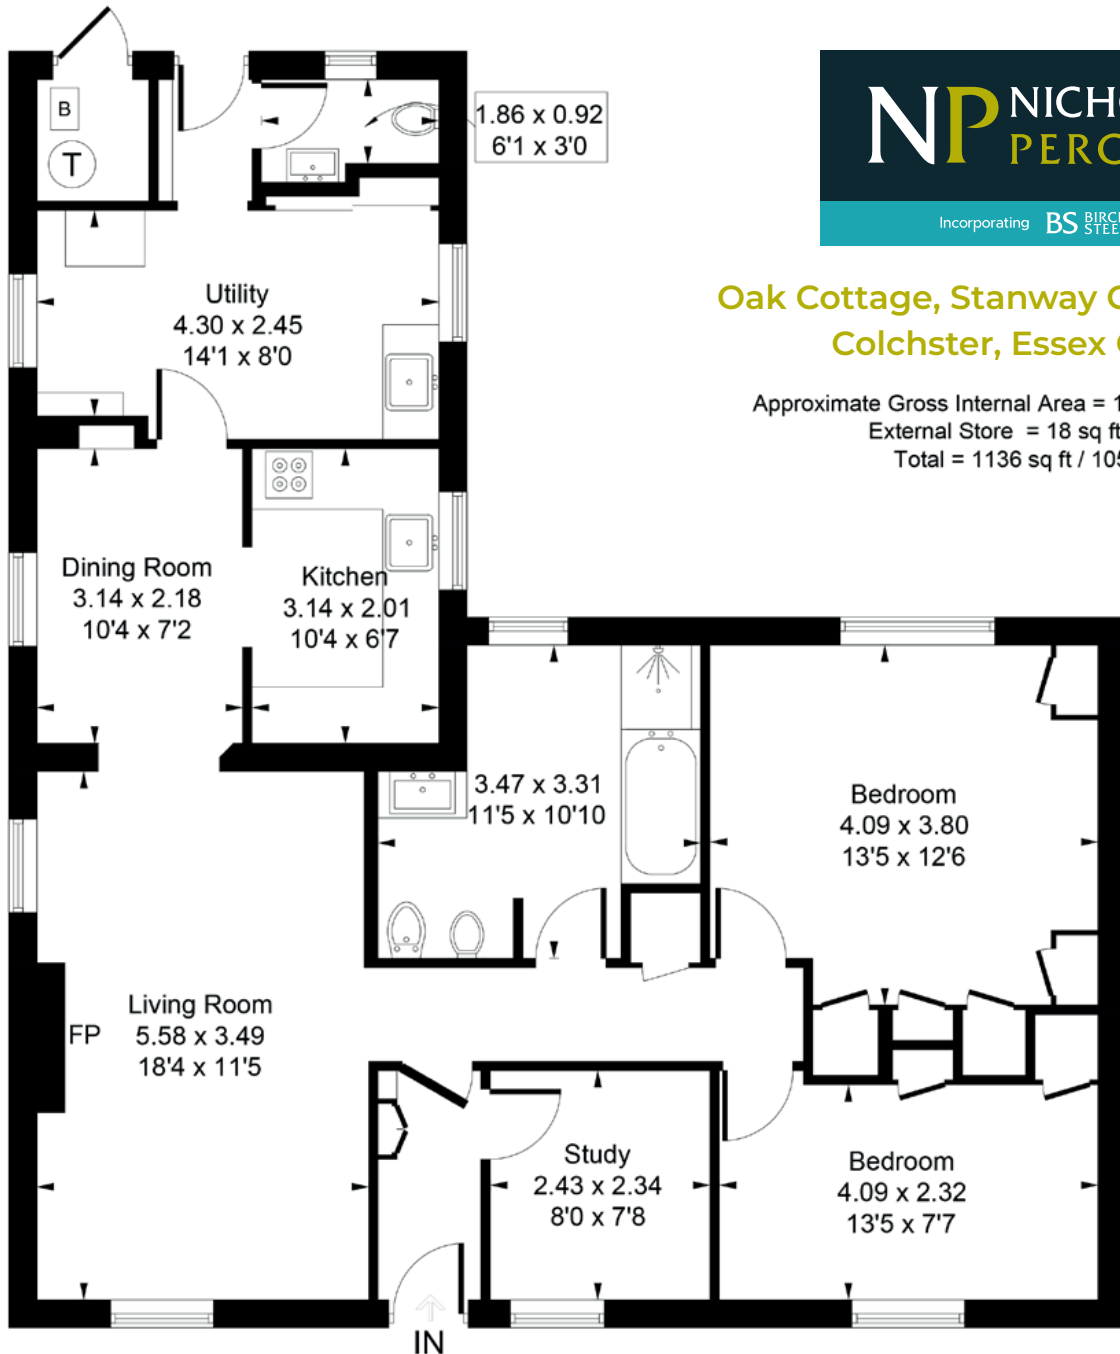 B
T
1.86 x 0.92
6'1 x 3'0
NP
Incorporating BS
Utility
4.30 x 2.45
14'1 x 8'0
Oak Cottage, Stanway
Colchster, Essex
Approximate Gross Internal Area = 1
External Store = 18 sq ft
Total = 1136 sq ft / 105
Dining Room
3.14 x 2.18
10'4 x 7'2
Kitchen
3.14 x 2.01
10'4 x 6'7
3.47 x 3.31
11'5 x 10'10
Bedroom
4.09 x 3.80
13'5 x 12'6
Living Room
5.58 x 3.49
18'4 x 11'5
FP
Study
2.43 x 2.34
8'0 x 7'8
Bedroom
4.09 x 2.32
13'5 x 7'7
IN